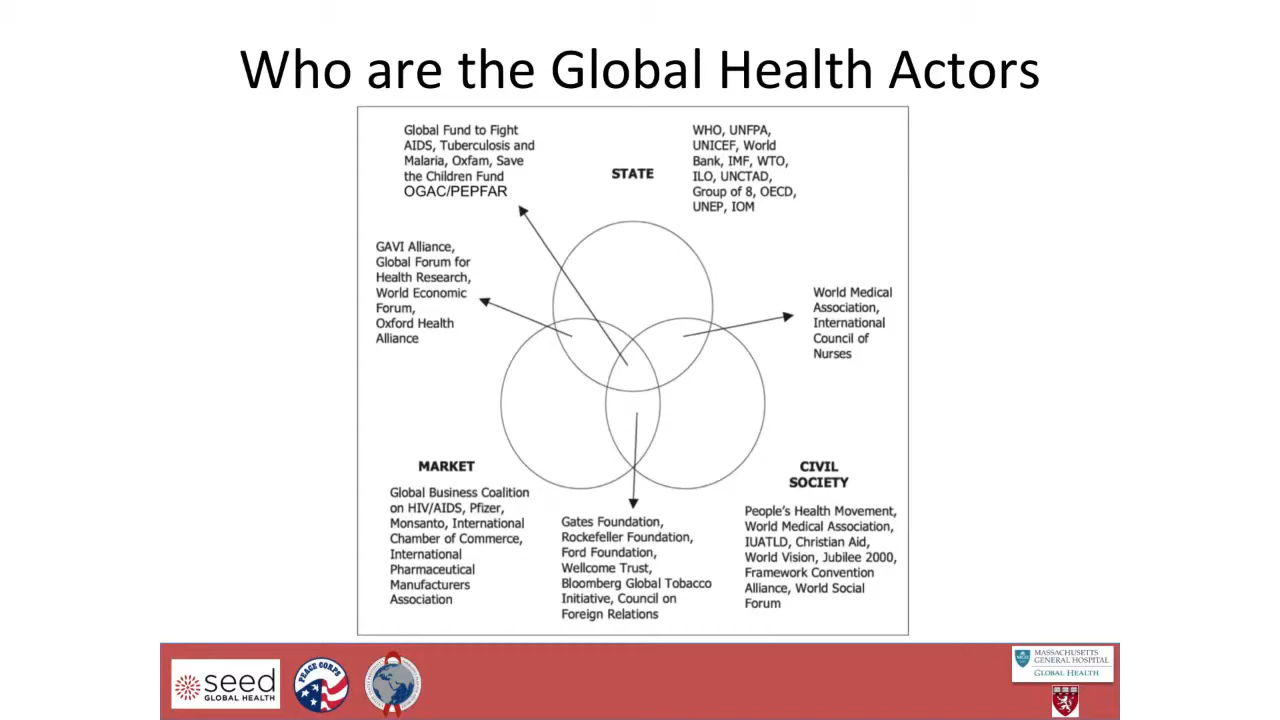 Who are the Global Health Actors
Global Fund to Fight
AIDS, Tuberculosis and
Malaria, Oxfam, Save
the Children Fund
OGAC/PEPFAR
STATE
WHO, UNFPA,
UNICEF, World
Bank, IMF, WTO,
ILO, UNCTAD,
Group of 8, OECD,
UNEP, IOM
GAVI Alliance,
Global Forum for
Health Research,
World Economic
Forum,
Oxford Health
Alliance
World Medical
Association,
International
Council of
Nurses
MARKET
Global Business Coalition
on HIV/AIDS, Pfizer,
Monsanto, International
Chamber of Commerce,
International
Pharmaceutical
Manufacturers
Association
Gates Foundation,
Rockefeller Foundation,
Ford Foundation,
Wellcome Trust,
Bloomberg Global Tobacco
Initiative, Council on
Foreign Relations
CIVIL
SOCIETY
People's Health Movement,
World Medical Association,
IUATLD, Christian Aid,
World Vision, Jubilee 2000,
Framework Convention
Alliance, World Social
Forum
seed
GLOBAL HEALTH
PEACE CORPS
MASSACHUSETTS
GENERAL HOSPITAL
GLOBAL HEALTH